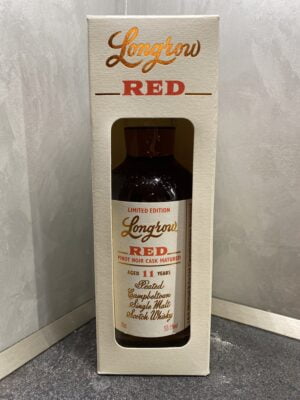 Longrow
RED
LIMITED EDITION
Longrow
RED
PINOT NOIR CASK MATURED
AGED 11 YEARS
Peated
Campbeltown
Single Malt
Scotch Whisky